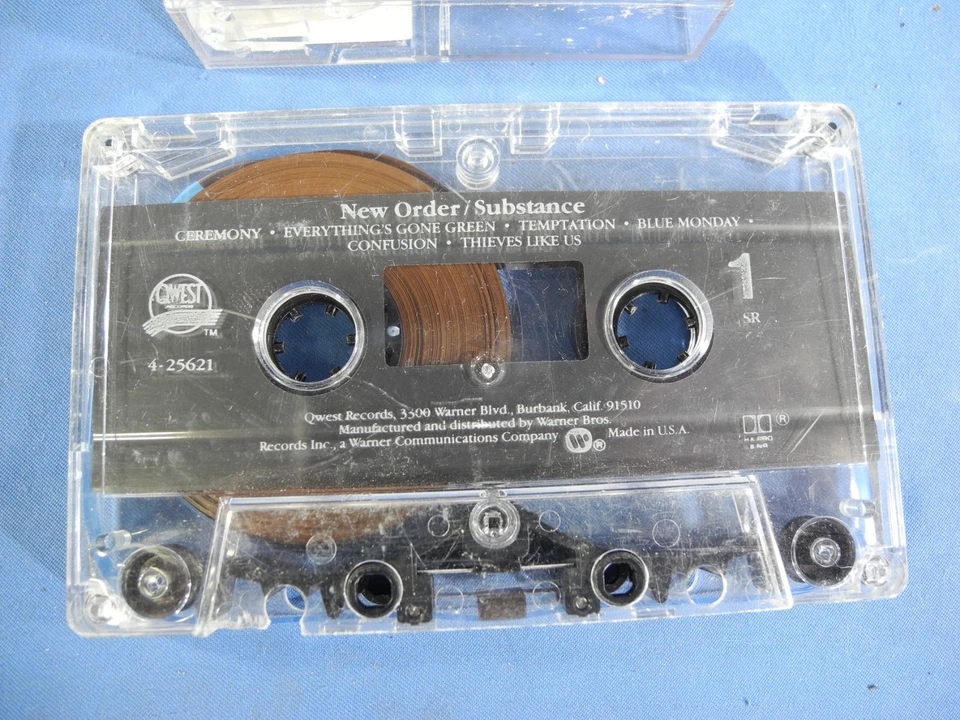 New Order/Substance
CEREMONY • EVERYTHING'S GONE GREEN • TEMPTATION • BLUE MONDAY •
CONFUSION • THIEVES LIKE US
QWEST
RECORDS
TM
1
SR
4-25621
Qwest Records, 3300 Warner Blvd., Burbank, Calif. 91510
Manufactured and distributed by Warner Bros.
Records Inc., a Warner Communications Company ® Made in U.S.A.
®